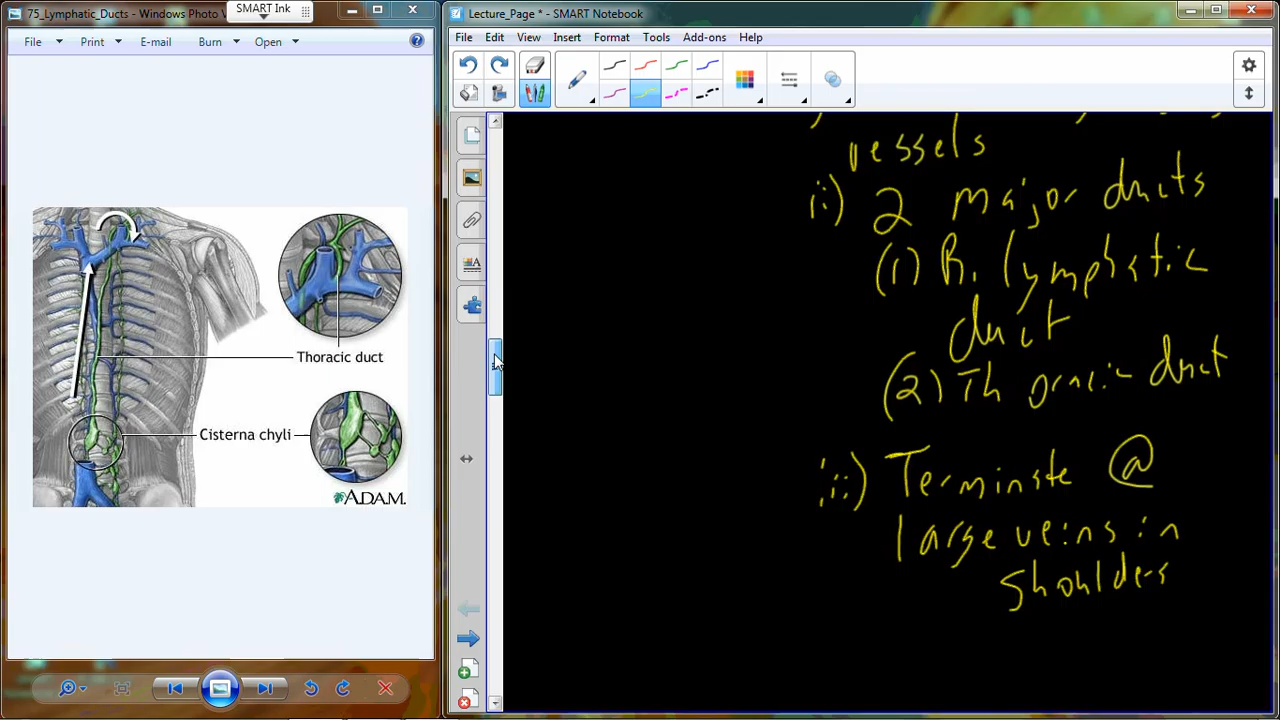 75_Lymphatic_Ducts - Windows Photo V
SMART Ink
File Print E-mail Burn Open
Thoracic duct
Cisterna chyli
A.D.A.M.
Lecture_Page * - SMART Notebook
File Edit View Insert Format Tools Add-ons Help
vessels
ii) 2 major ducts
(1) R. lymphatic
duct
(2) Thoracic duct
iii) Terminate @
large veins in
shoulders